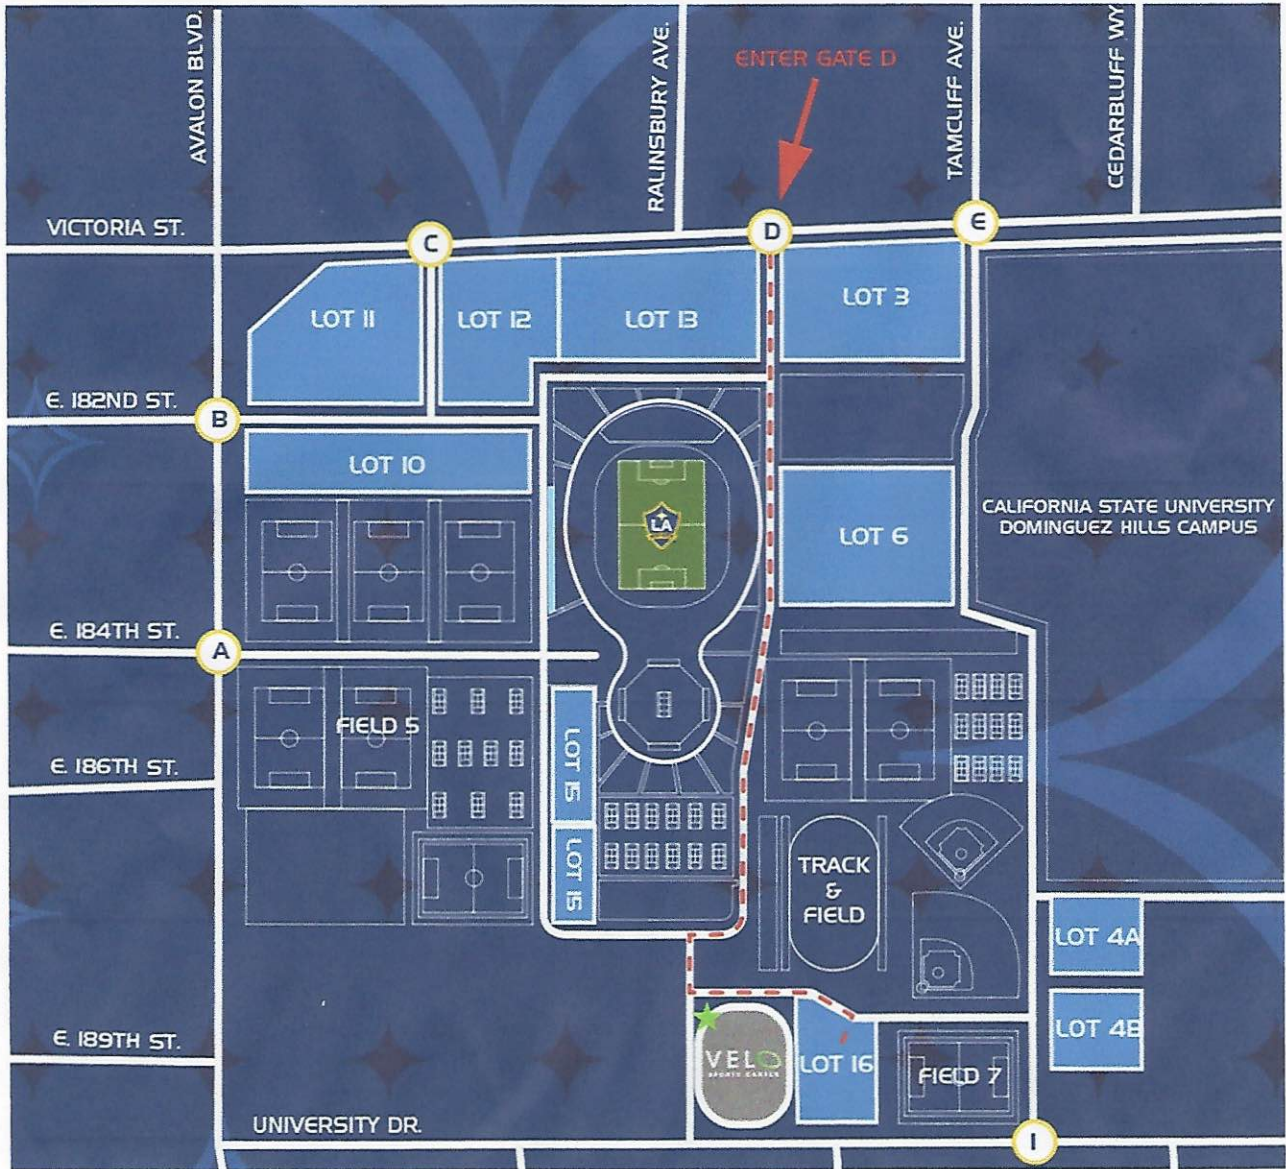 AVALON BLVD.
RALINSBURY AVE.
ENTER GATE D
TAMCLIFF AVE.
CEDARBLUFF WY
VICTORIA ST.
C
D
E
LOT 11
LOT 12
LOT 13
LOT 3
E. 182ND ST.
B
LOT 10
LA
LOT 6
CALIFORNIA STATE UNIVERSITY
DOMINGUEZ HILLS CAMPUS
E. 184TH ST.
A
FIELD 5
E. 186TH ST.
LOT 15
LOT 15
TRACK
&
FIELD
LOT 4A
LOT 4B
E. 189TH ST.
VELO
SPORTS CENTER
LOT 16
FIELD 7
UNIVERSITY DR.
I